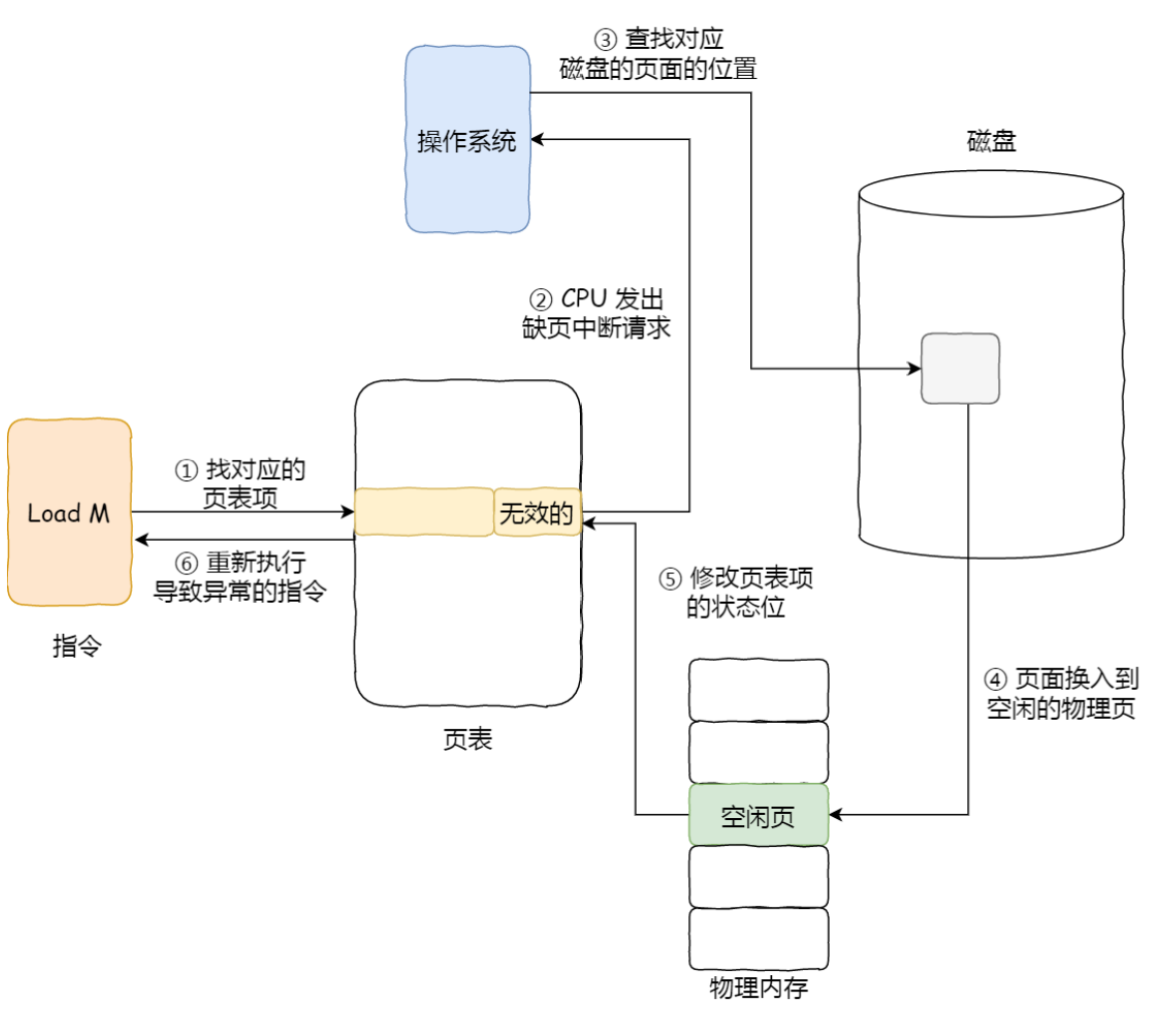 ③ 查找对应
磁盘的页面的位置
操作系统
磁盘
② CPU 发出
缺页中断请求
① 找对应的
页表项
Load M
无效的
⑥ 重新执行
导致异常的指令
指令
⑤ 修改页表项
的状态位
④ 页面换入到
空闲的物理页
页表
空闲页
物理内存